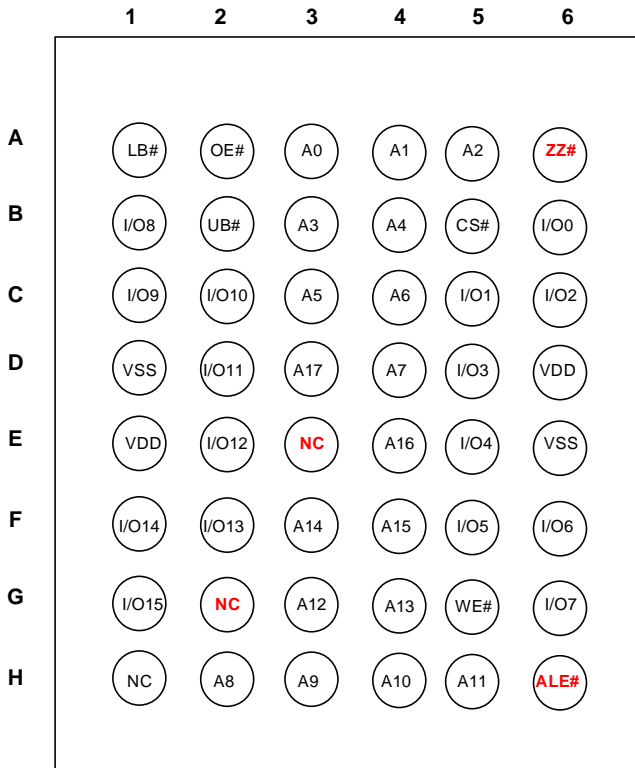 1 2 3 4 5 6
A LB# OE# A0 A1 A2 ZZ#
B I/O8 UB# A3 A4 CS# I/O0
C I/O9 I/O10 A5 A6 I/O1 I/O2
D VSS I/O11 A17 A7 I/O3 VDD
E VDD I/O12 NC A16 I/O4 VSS
F I/O14 I/O13 A14 A15 I/O5 I/O6
G I/O15 NC A12 A13 WE# I/O7
H NC A8 A9 A10 A11 ALE#